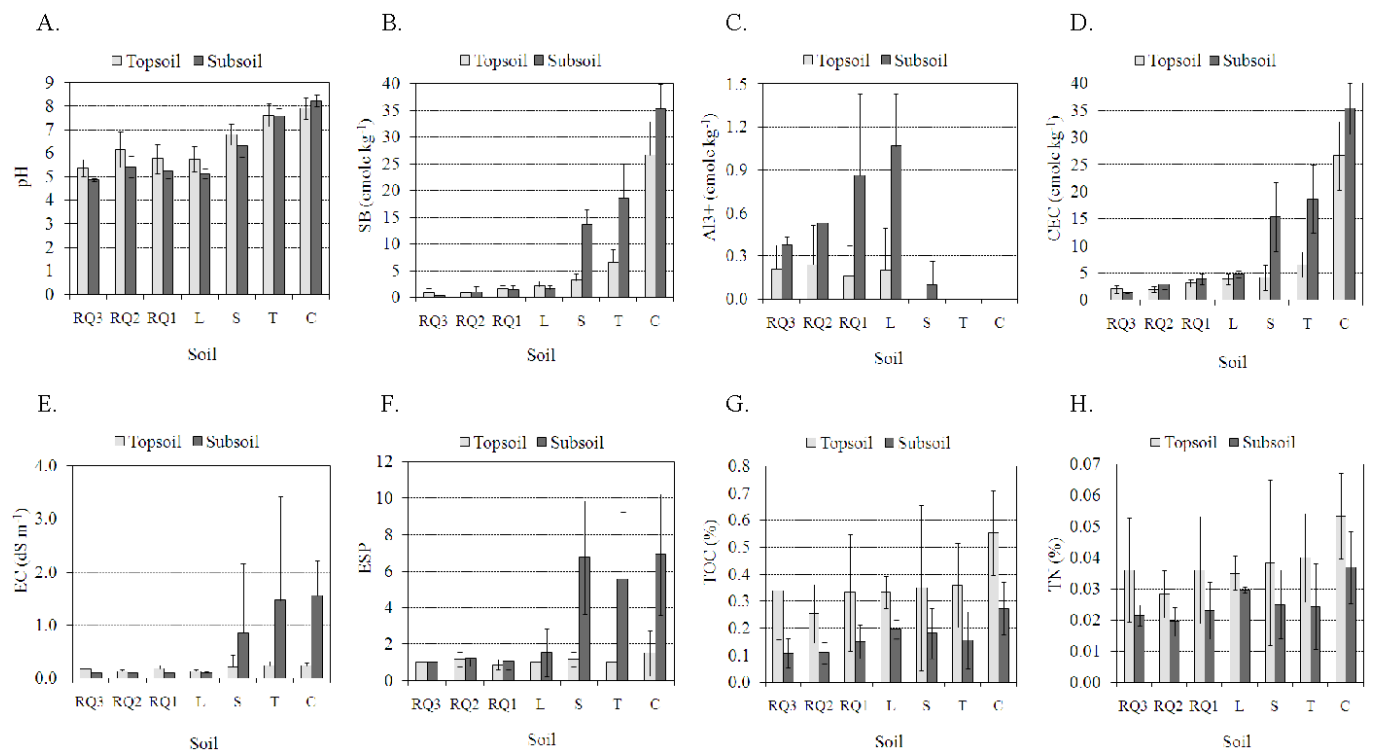 A.
B.
C.
D.
Topsoil Subsoil
Topsoil Subsoil
Topsoil Subsoil
Topsoil Subsoil
pH
9
8
7
6
5
4
3
2
1
0
RQ3 RQ2 RQ1 L S T C
Soil
SB (cmolc kg-1)
40
35
30
25
20
15
10
5
0
RQ3 RQ2 RQ1 L S T C
Soil
Al3+ (cmolc kg-1)
1.5
1.2
0.9
0.6
0.3
0.0
RQ3 RQ2 RQ1 L S T C
Soil
CEC (cmolc kg-1)
40
35
30
25
20
15
10
5
0
RQ3 RQ2 RQ1 L S T C
Soil
E.
F.
G.
H.
Topsoil Subsoil
Topsoil Subsoil
Topsoil Subsoil
Topsoil Subsoil
EC (dS m-1)
4.0
3.0
2.0
1.0
0.0
RQ3 RQ2 RQ1 L S T C
Soil
ESP
12
10
8
6
4
2
0
RQ3 RQ2 RQ1 L S T C
Soil
TOC (%)
0.8
0.7
0.6
0.5
0.4
0.3
0.2
0.1
0.0
RQ3 RQ2 RQ1 L S T C
Soil
TN (%)
0.07
0.06
0.05
0.04
0.03
0.02
0.01
0.00
RQ3 RQ2 RQ1 L S T C
Soil